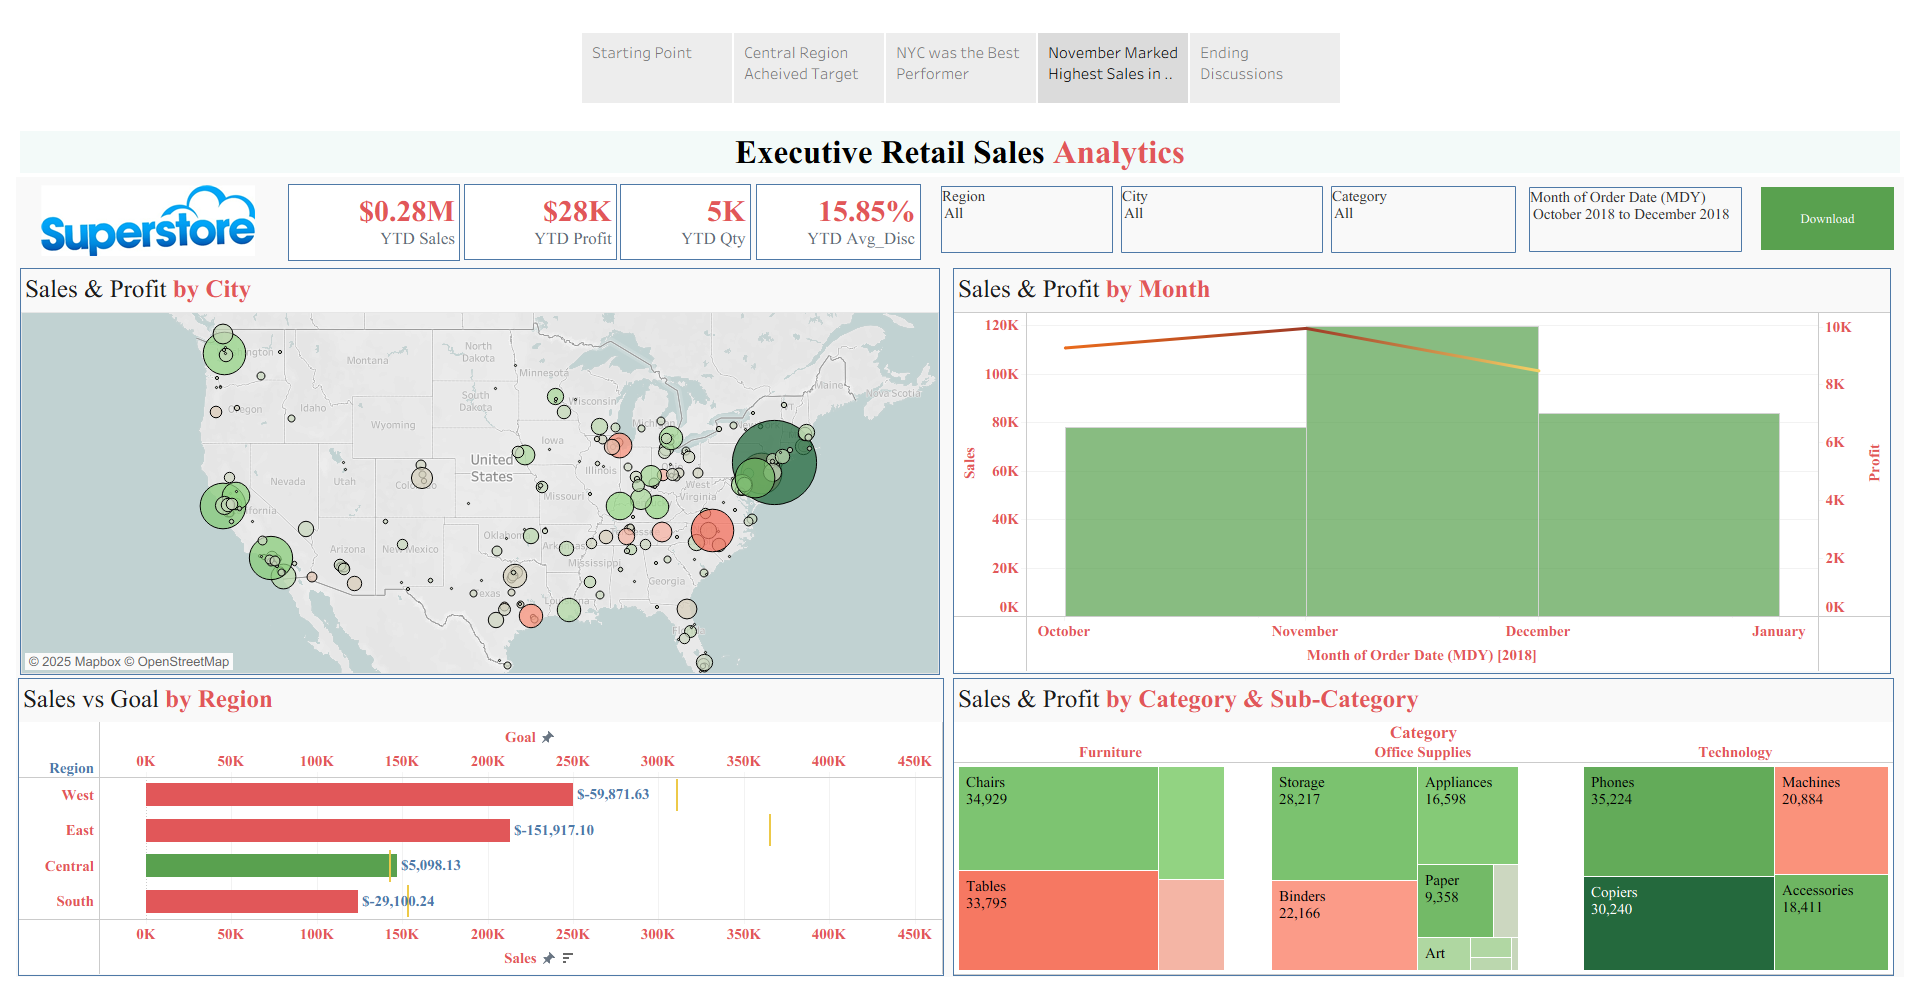 Starting Point
Central Region
Acheived Target
NYC was the Best
Performer
November Marked
Highest Sales in ..
Ending
Discussions
Executive Retail Sales Analytics
Superstore
$0.28M
YTD Sales
$28K
YTD Profit
5K
YTD Qty
15.85%
YTD Avg_Disc
Region
All
City
All
Category
All
Month of Order Date (MDY)
October 2018 to December 2018
Download
Sales & Profit by City
North
Dakota
Montana
Minnesota
Maine
Nova Scotia
South
Dakota
Wisconsin
Idaho
Wyoming
Iowa
United
States
Illinois
Nevada
Utah
West
Virginia
Missouri
Arizona
New Mexico
Mississippi
Georgia
© 2025 Mapbox © OpenStreetMap
Sales & Profit by Month
120K
100K
80K
60K
40K
20K
0K
Sales
10K
8K
6K
4K
2K
0K
Profit
October
November
December
January
Month of Order Date (MDY) [2018]
Sales vs Goal by Region
Goal
Region
0K 50K 100K 150K 200K 250K 300K 350K 400K 450K
West $-59,871.63
East $-151,917.10
Central $5,098.13
South $-29,100.24
0K 50K 100K 150K 200K 250K 300K 350K 400K 450K
Sales
Sales & Profit by Category & Sub-Category
Category
Furniture
Office Supplies
Technology
Chairs
34,929
Tables
33,795
Storage
28,217
Binders
22,166
Appliances
16,598
Paper
9,358
Art
Phones
35,224
Copiers
30,240
Machines
20,884
Accessories
18,411